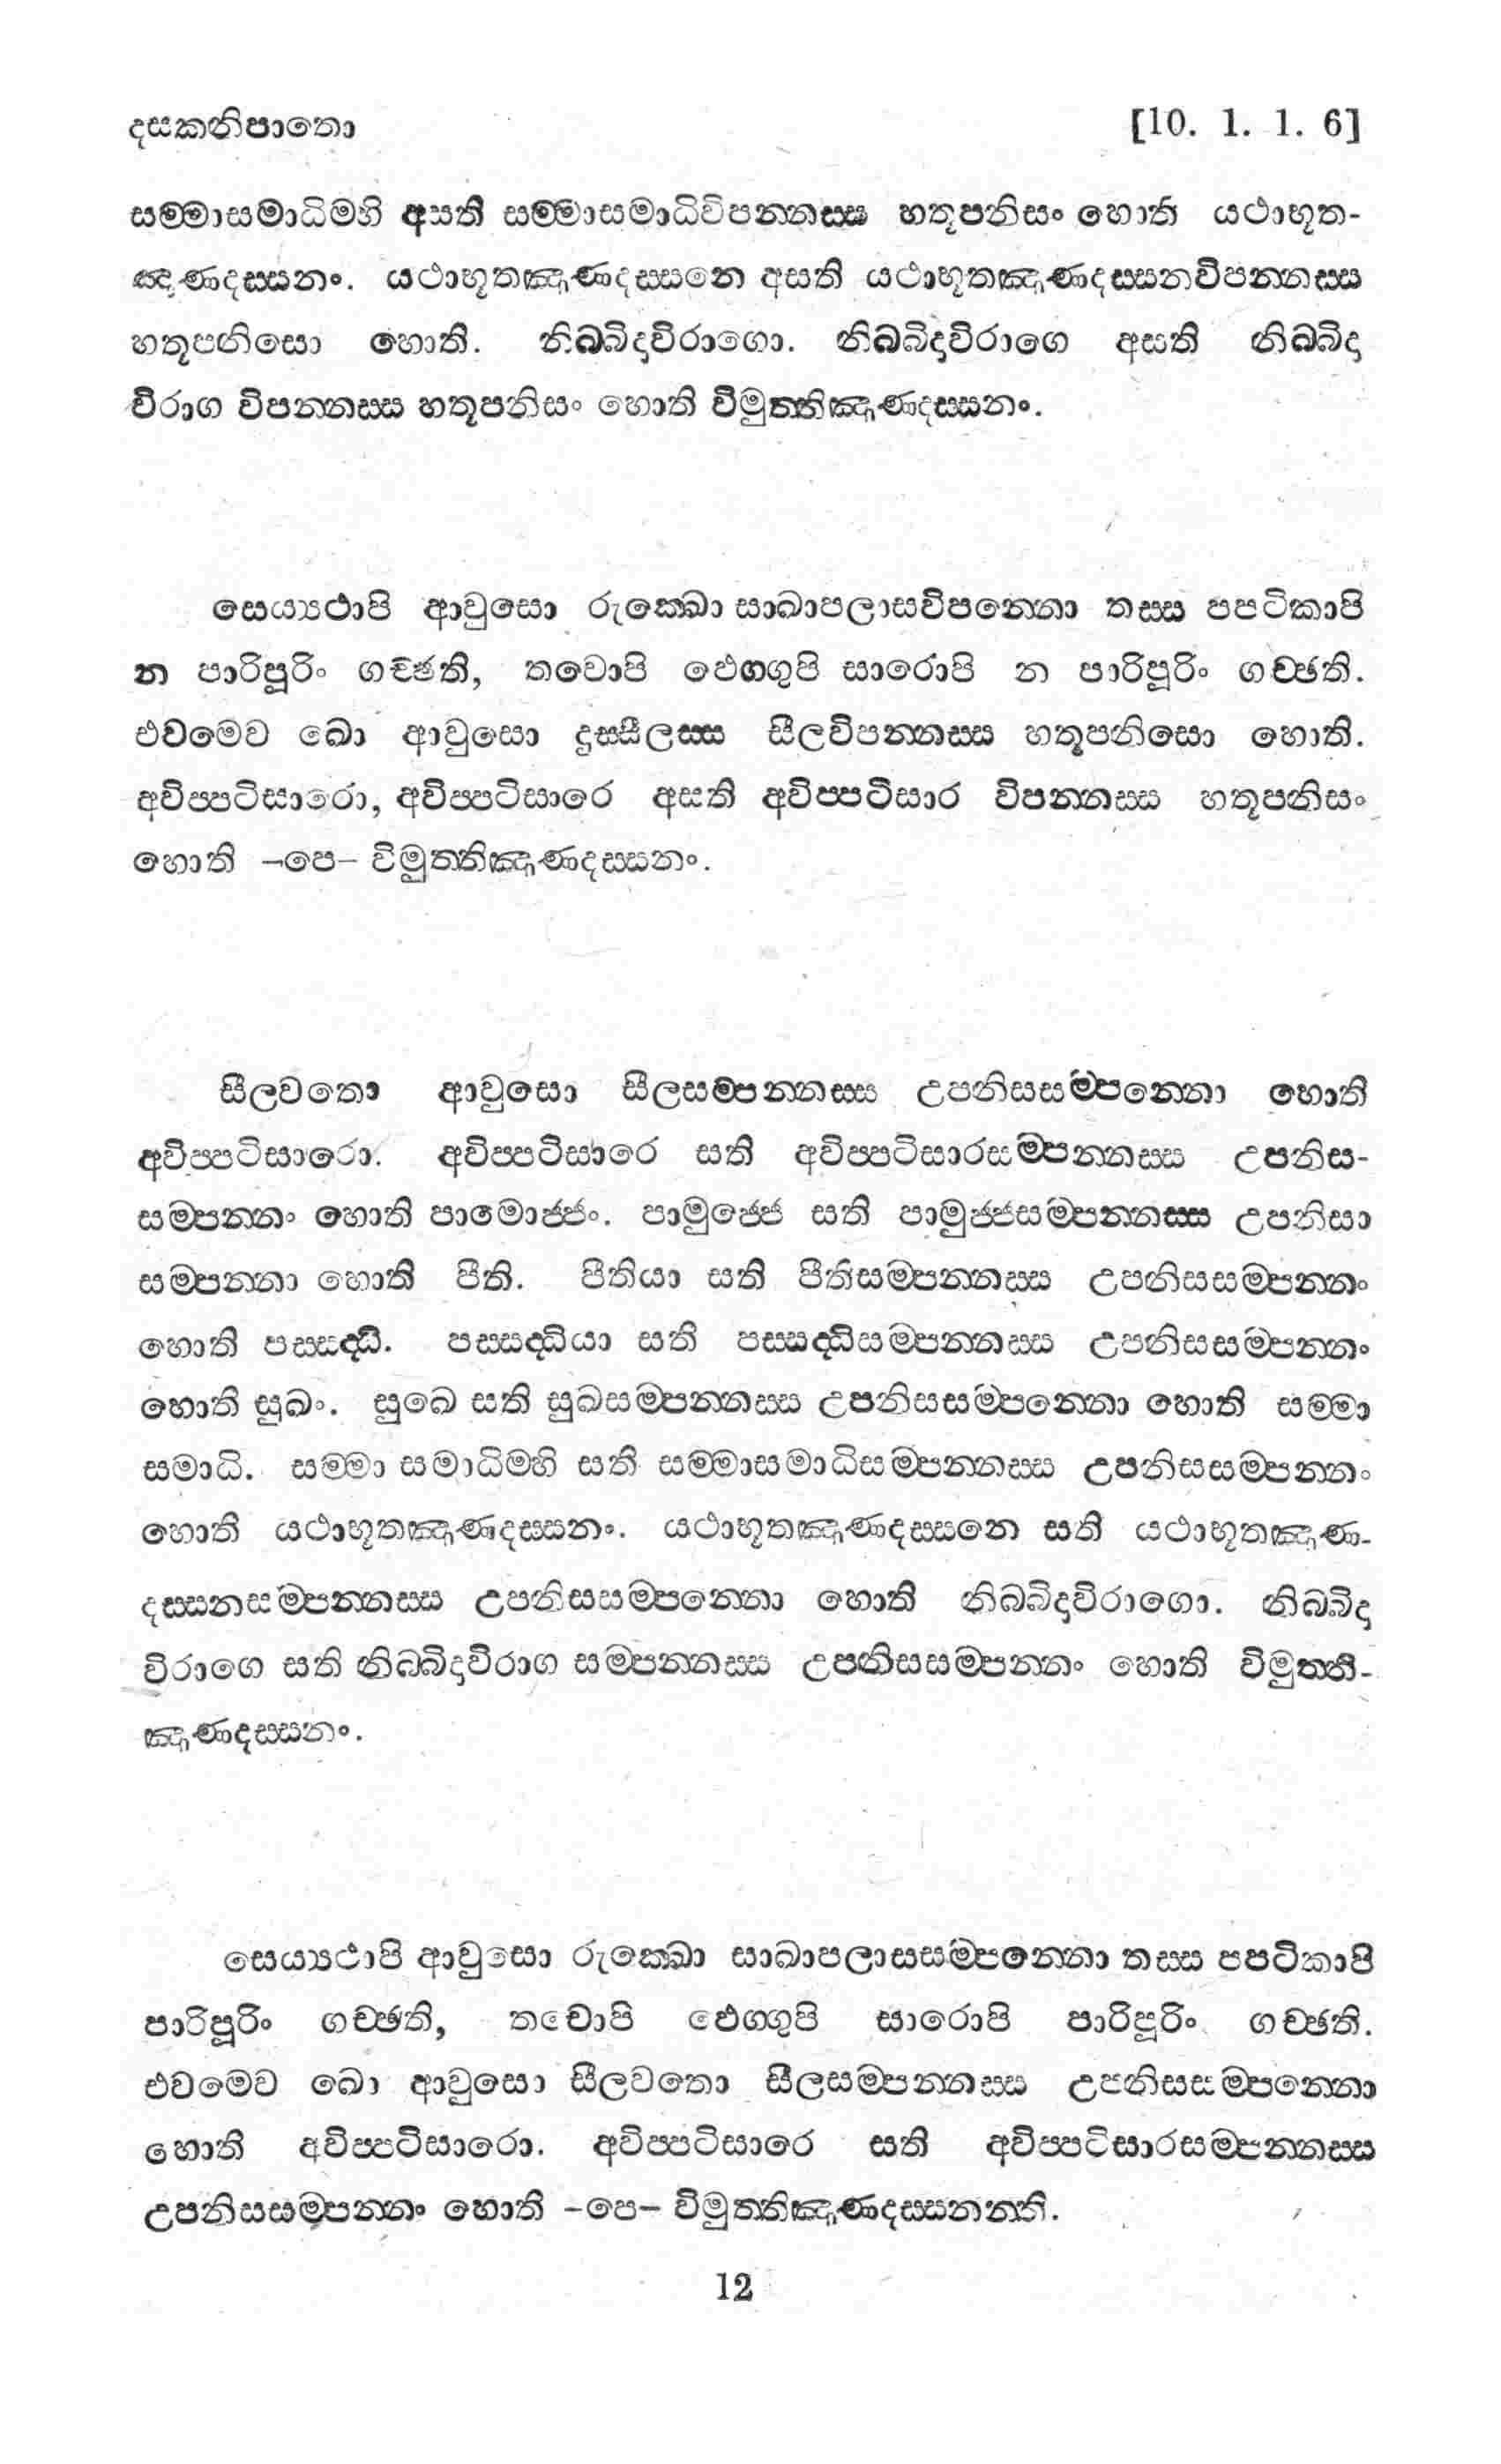 දසකනිපාතො [10. 1. 1. 6]
සම්මාසමාධිම්හි අසති සම්මාසමාධිවිපන්නස්ස හතූපනිසං හොති යථාභූත-
ඤාණදස්සනං. යථාභූතඤාණදස්සනෙ අසති යථාභූතඤාණදස්සනවිපන්නස්ස
හතූපනිසො හොති. නිබ්බිදාවිරාගො. නිබ්බිදාවිරාගෙ අසති නිබ්බිදා
විරාග විපන්නස්ස හතූපනිසං හොති විමුත්තිඤාණදස්සනං.
සෙය්‍යථාපි ආවුසො රුක්ඛො සාඛාපලාසවිපන්නො තස්ස පපටිකාපි
න පාරිපූරිං ගච්ඡති, තචොපි ඵෙග්ගුපි සාරොපි න පාරිපූරිං ගච්ඡති.
එවමෙව ඛො ආවුසො දුස්සීලස්ස සීලවිපන්නස්ස හතූපනිසො හොති.
අවිප්පටිසාරො, අවිප්පටිසාරෙ අසති අවිප්පටිසාර විපන්නස්ස හතූපනිසං
හොති -පෙ- විමුත්තිඤාණදස්සනං.
සීලවතො ආවුසො සීලසම්පන්නස්ස උපනිසසම්පන්නො හොති
අවිප්පටිසාරො. අවිප්පටිසාරෙ සති අවිප්පටිසාරසම්පන්නස්ස උපනිස-
සම්පන්නං හොති පාමොජ්ජං. පාමුජ්ජෙ සති පාමුජ්ජසම්පන්නස්ස උපනිසා
සම්පන්නා හොති පීති. පීතියා සති පීතිසම්පන්නස්ස උපනිසසම්පන්නං
හොති පස්සද්ධි. පස්සද්ධියා සති පස්සද්ධිසම්පන්නස්ස උපනිසසම්පන්නං
හොති සුඛං. සුඛෙ සති සුඛසම්පන්නස්ස උපනිසසම්පන්නො හොති සම්මා
සමාධි. සම්මා සමාධිම්හි සති සම්මාසමාධිසම්පන්නස්ස උපනිසසම්පන්නං
හොති යථාභූතඤාණදස්සනං. යථාභූතඤාණදස්සනෙ සති යථාභූතඤාණ-
දස්සනසම්පන්නස්ස උපනිසසම්පන්නො හොති නිබ්බිදාවිරාගො. නිබ්බිදා
විරාගෙ සති නිබ්බිදාවිරාග සම්පන්නස්ස උපනිසසම්පන්නං හොති විමුත්ති-
ඤාණදස්සනං.
සෙය්‍යථාපි ආවුසො රුක්ඛො සාඛාපලාසසම්පන්නො තස්ස පපටිකාපි
පාරිපූරිං ගච්ඡති, තචොපි ඵෙග්ගුපි සාරොපි පාරිපූරිං ගච්ඡති.
එවමෙව ඛො ආවුසො සීලවතො සීලසම්පන්නස්ස උපනිසසම්පන්නො
හොති අවිප්පටිසාරො. අවිප්පටිසාරෙ සති අවිප්පටිසාරසම්පන්නස්ස
උපනිසසම්පන්නං හොති -පෙ- විමුත්තිඤාණදස්සනන්ති.
12